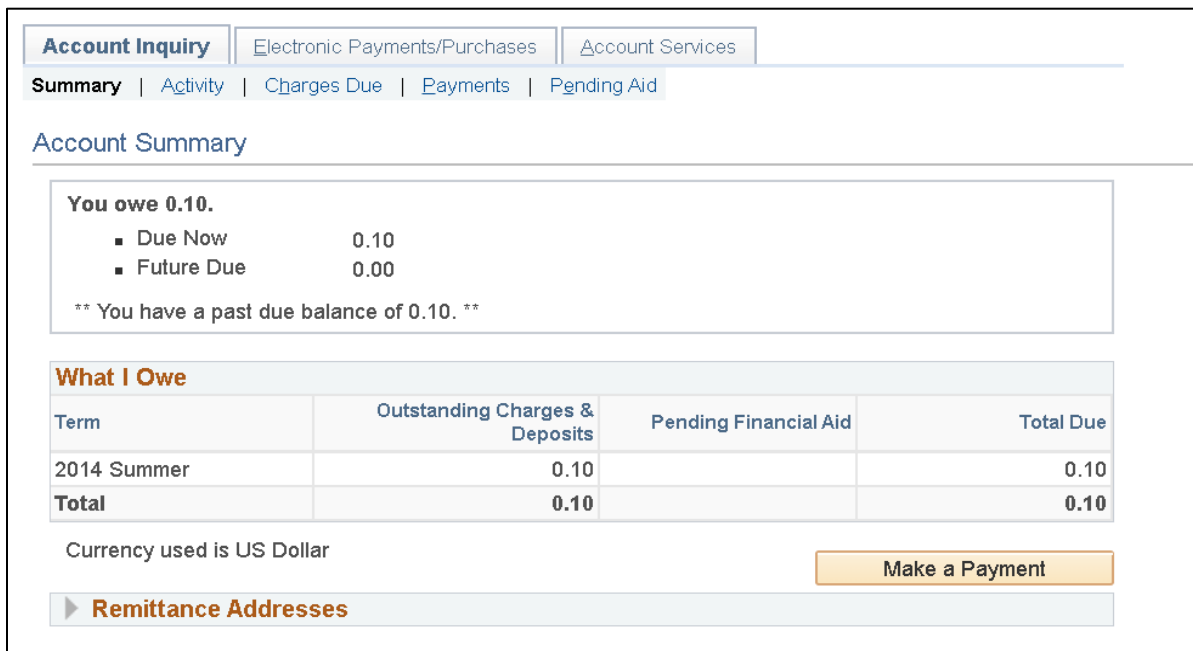 Account Inquiry Electronic Payments/Purchases Account Services
Summary | Activity | Charges Due | Payments | Pending Aid
Account Summary
You owe 0.10.
▪ Due Now 0.10
▪ Future Due 0.00
** You have a past due balance of 0.10. **
What I Owe
Term Outstanding Charges & Deposits Pending Financial Aid Total Due
2014 Summer 0.10 0.10
Total 0.10 0.10
Currency used is US Dollar
Make a Payment
Remittance Addresses